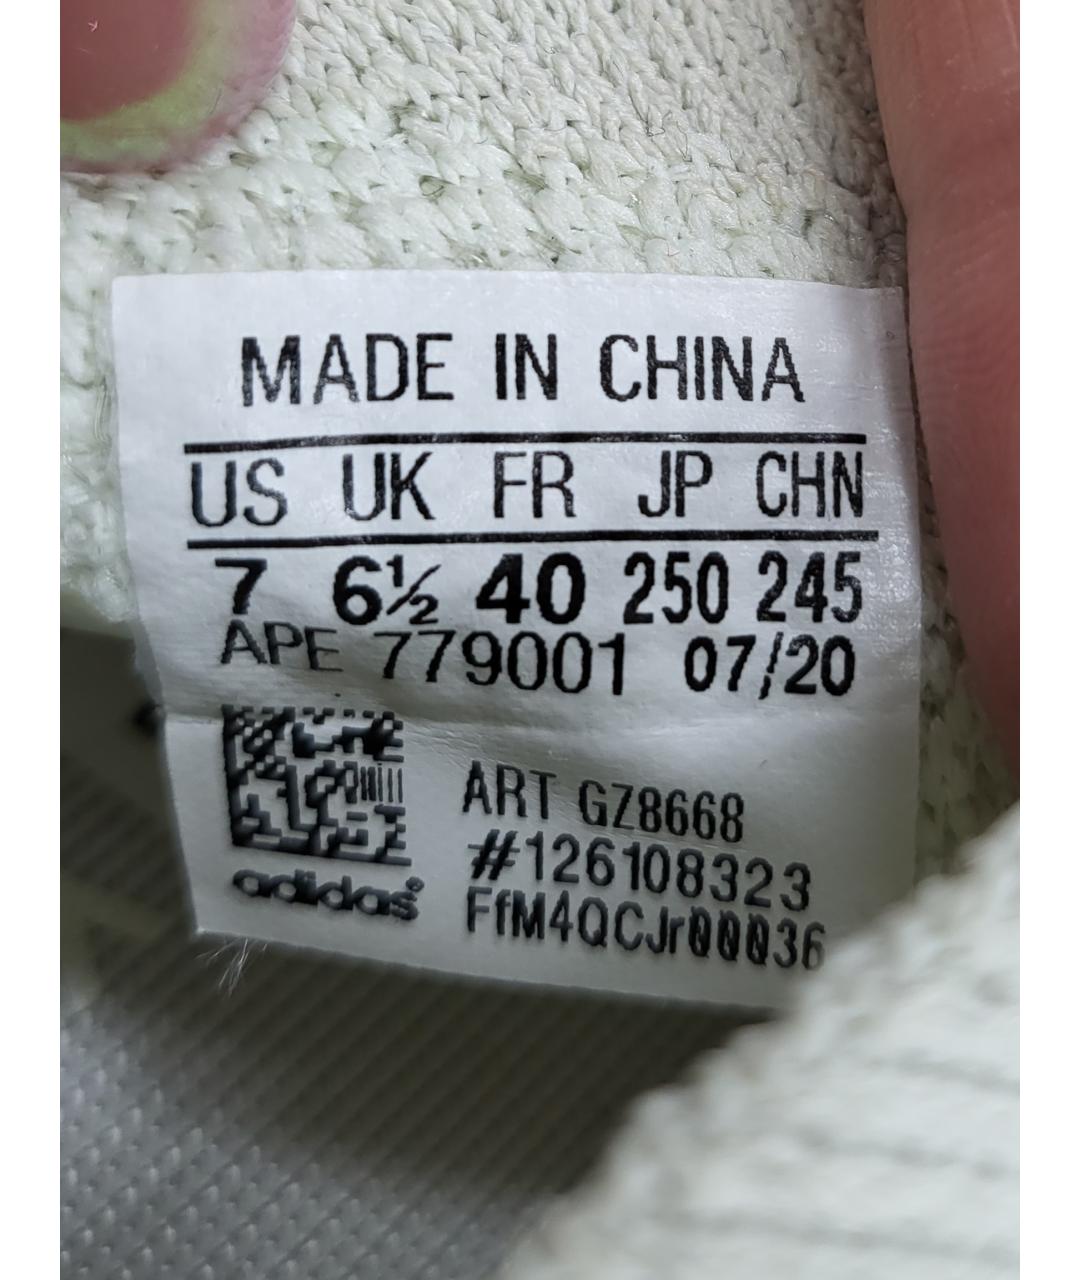 MADE IN CHINA
US UK FR JP CHN
7 6½ 40 250 245
APE 779001 07/20
ART GZ8668
#126108323
FfM4QCJr00036
adidas®